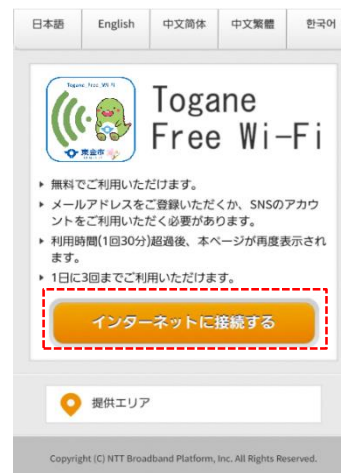 日本語 English 中文简体 中文繁體 한국어
Togane Free Wi-Fi
東金市
Togane
Free Wi-Fi
▸ 無料でご利用いただけます。
▸ メールアドレスをご登録いただくか、SNSのアカウ
ントをご利用いただく必要があります。
▸ 利用時間(1回30分)超過後、本ページが再度表示され
ます。
▸ 1日に3回までご利用いただけます。
インターネットに接続する
提供エリア
Copyright (C) NTT Broadband Platform, Inc. All Rights Reserved.